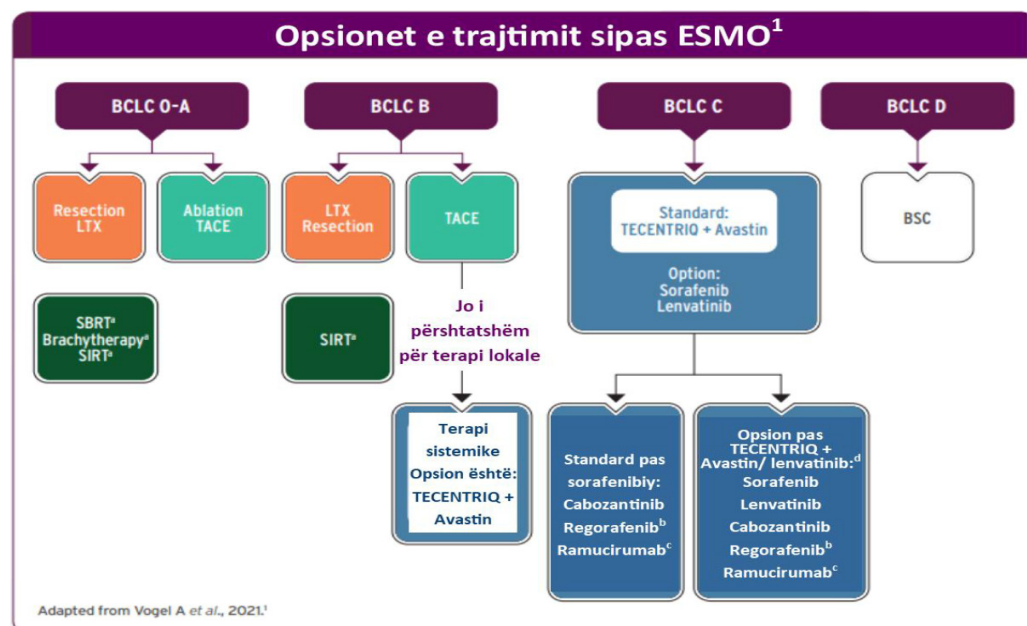 Opsionet e trajtimit sipas ESMO¹
BCLC 0-A
BCLC B
BCLC C
BCLC D
Resection
LTX
Ablation
TACE
LTX
Resection
TACE
Standard:
TECENTRIQ + Avastin
Option:
Sorafenib
Lenvatinib
BSC
SBRTᵃ
Brachytherapyᵃ
SIRTᵃ
SIRTᵃ
Jo i
përshtatshëm
për terapi lokale
Terapi
sistemike
Opsion është:
TECENTRIQ +
Avastin
Standard pas
sorafenibiy:
Cabozantinib
Regorafenibᵇ
Ramucirumabᶜ
Opsion pas
TECENTRIQ +
Avastin/ lenvatinib:ᵈ
Sorafenib
Lenvatinib
Cabozantinib
Regorafenibᵇ
Ramucirumabᶜ
Adapted from Vogel A et al., 2021.¹